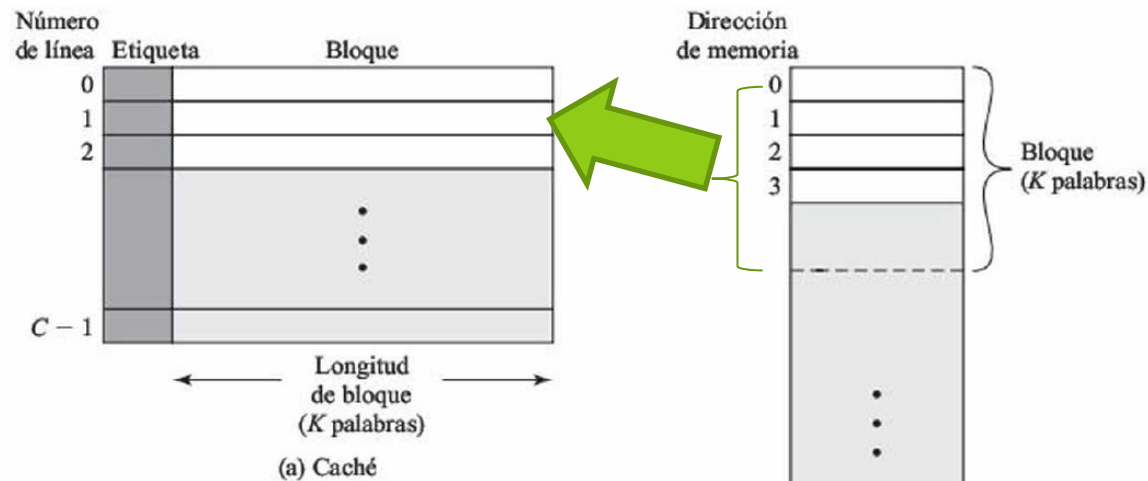 Número
de línea Etiqueta Bloque
0
1
2
C – 1
Longitud
de bloque
(K palabras)
(a) Caché
Dirección
de memoria
0
1
2
3
Bloque
(K palabras)